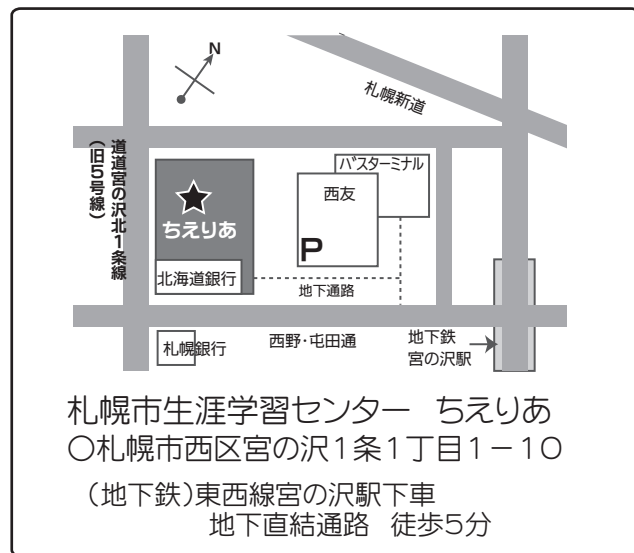 N
札幌新道
道道宮の沢北1条線
(旧5号線)
バスターミナル
西友
ちえりあ
P
北海道銀行
地下通路
札幌銀行
西野・屯田通
地下鉄
宮の沢駅
札幌市生涯学習センター ちえりあ
○札幌市西区宮の沢1条1丁目1－10
(地下鉄)東西線宮の沢駅下車
地下直結通路 徒歩5分